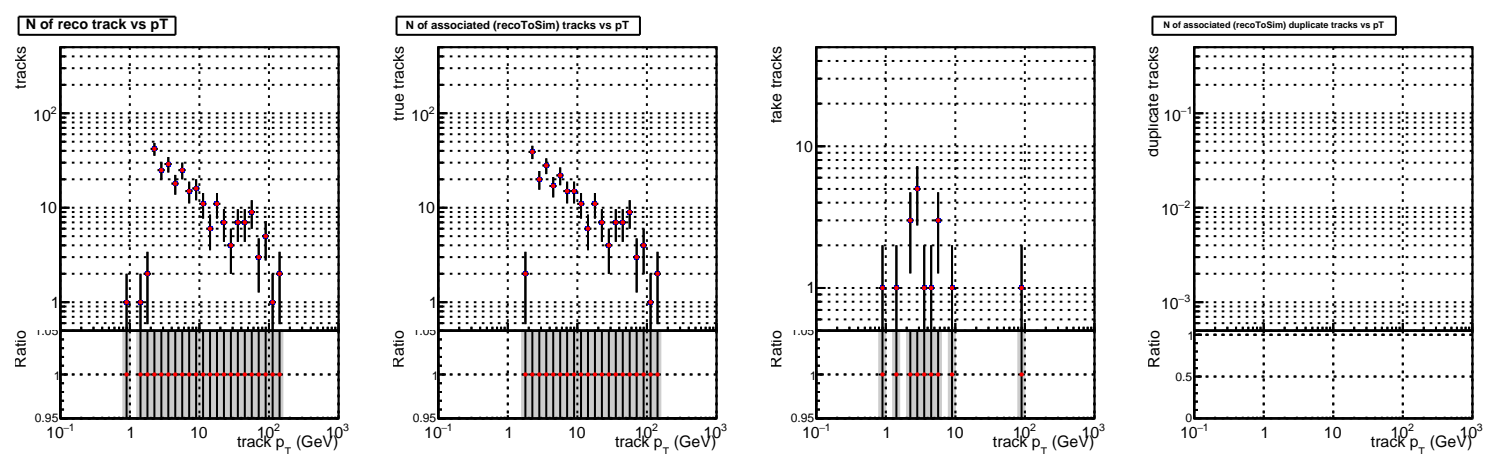 N of reco track vs pT
tracks
10²
10
1
1.05
Ratio
1
0.95
10⁻¹ 1 10 10² 10³
track p_T (GeV)
N of associated (recoToSim) tracks vs pT
true tracks
10²
10
1
1.05
Ratio
1
0.95
10⁻¹ 1 10 10² 10³
track p_T (GeV)
fake tracks
10
1
1.05
Ratio
1
0.95
10⁻¹ 1 10 10² 10³
track p_T (GeV)
N of associated (recoToSim) duplicate tracks vs pT
duplicate tracks
10⁻¹
10⁻²
10⁻³
Ratio
1
0.5
0
10⁻¹ 1 10 10² 10³
track p_T (GeV)